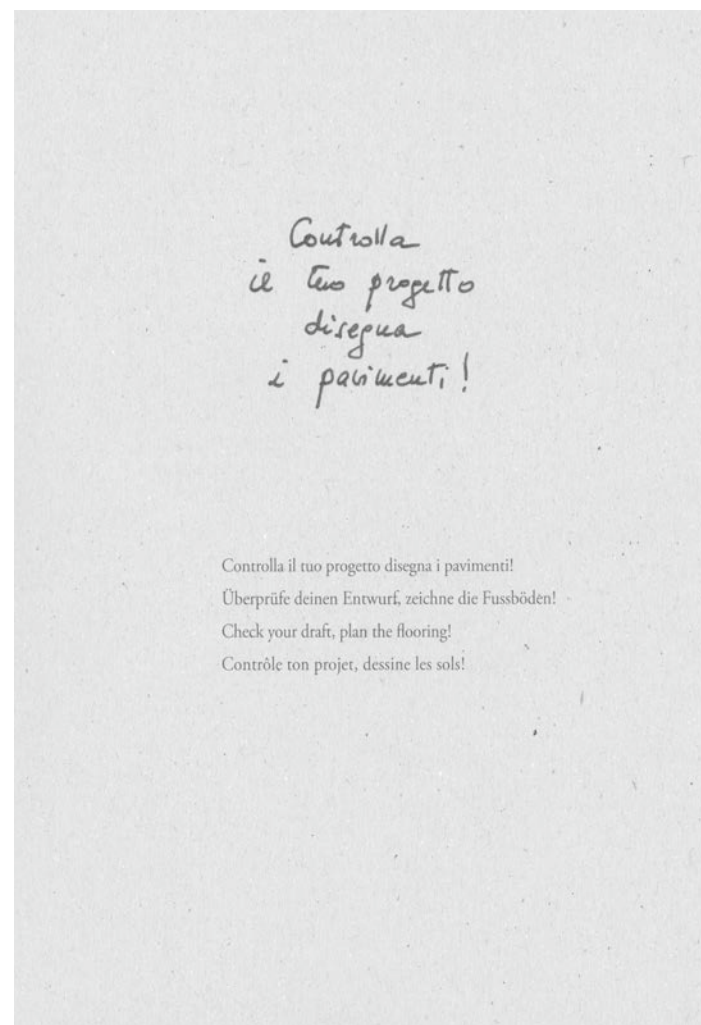 Controlla
il tuo progetto
disegna
i pavimenti!
Controlla il tuo progetto disegna i pavimenti!
Überprüfe deinen Entwurf, zeichne die Fussböden!
Check your draft, plan the flooring!
Contrôle ton projet, dessine les sols!